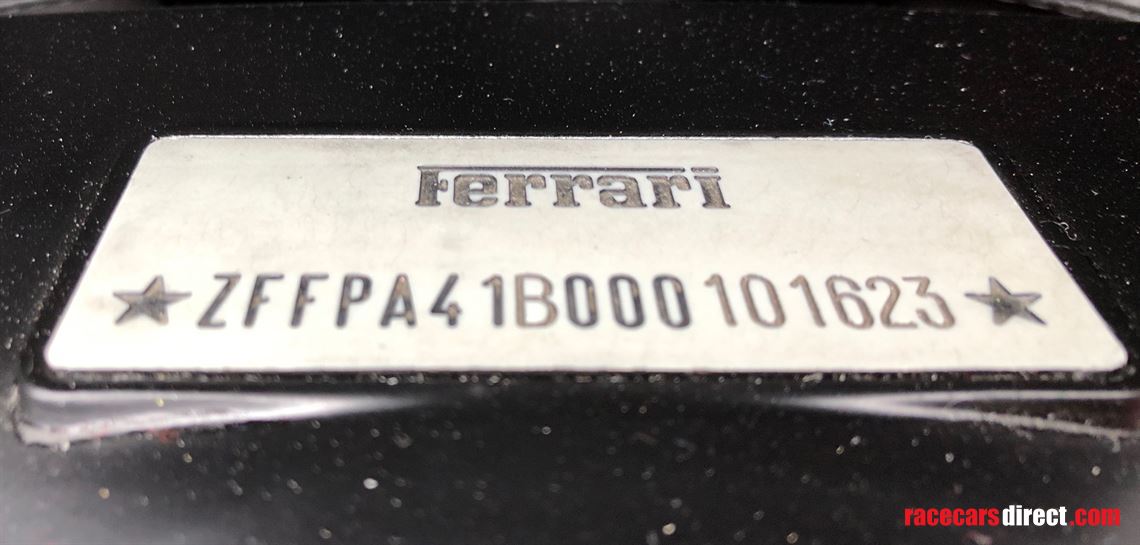 Ferrari
★ZFFPA41B000101623★
racecarsdirect.com